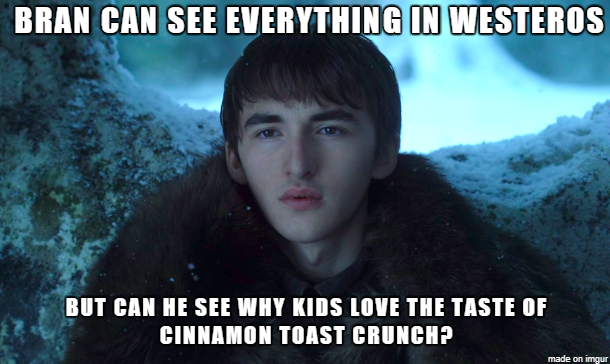 BRAN CAN SEE EVERYTHING IN WESTEROS
BUT CAN HE SEE WHY KIDS LOVE THE TASTE OF
CINNAMON TOAST CRUNCH?
made on imgur